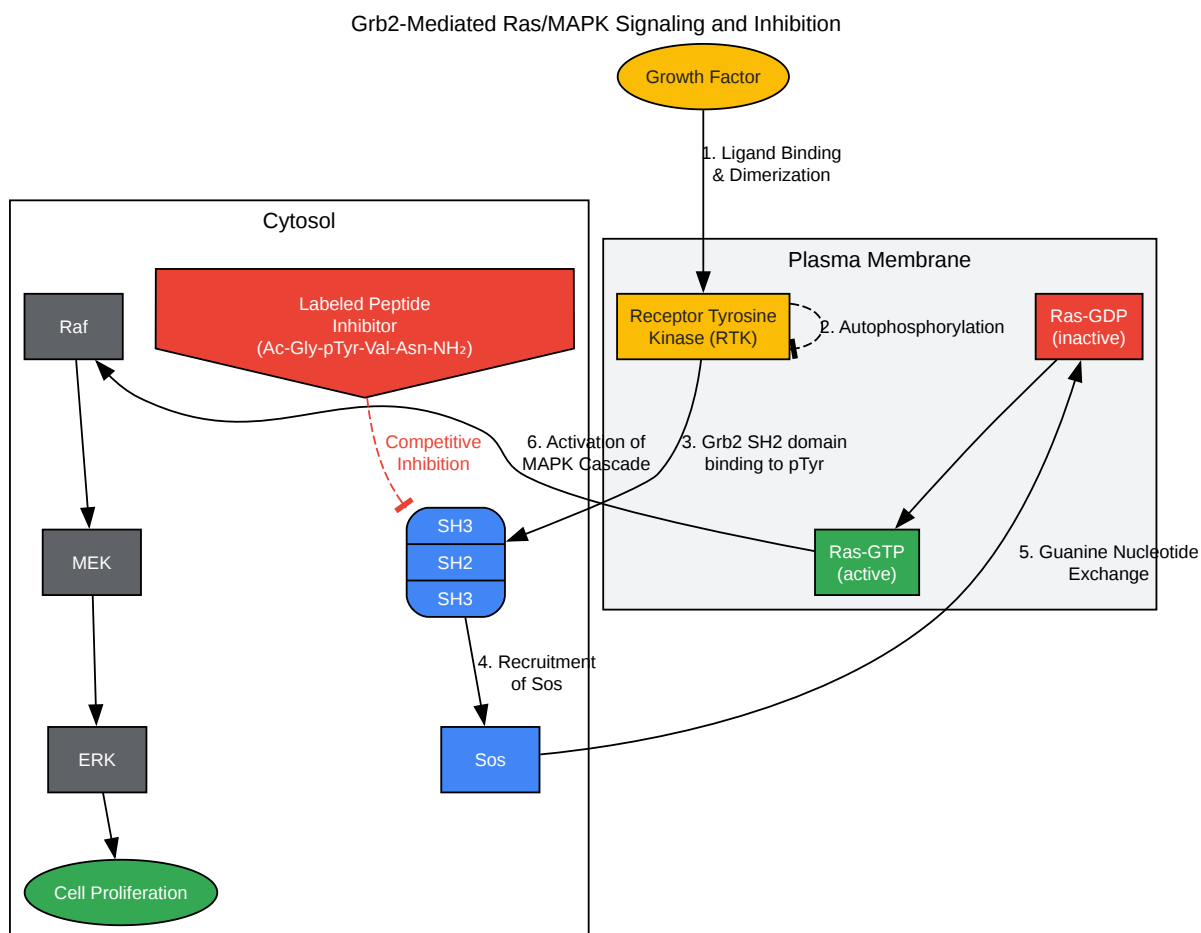 Grb2-Mediated Ras/MAPK Signaling and Inhibition
Growth Factor
1. Ligand Binding
& Dimerization
Cytosol
Plasma Membrane
Raf
Labeled Peptide
Inhibitor
(Ac-Gly-pTyr-Val-Asn-NH₂)
Receptor Tyrosine
Kinase (RTK)
2. Autophosphorylation
Ras-GDP
(inactive)
Competitive
Inhibition
6. Activation of
MAPK Cascade
3. Grb2 SH2 domain
binding to pTyr
SH3
SH2
SH3
MEK
Ras-GTP
(active)
5. Guanine Nucleotide
Exchange
4. Recruitment
of Sos
ERK
Sos
Cell Proliferation